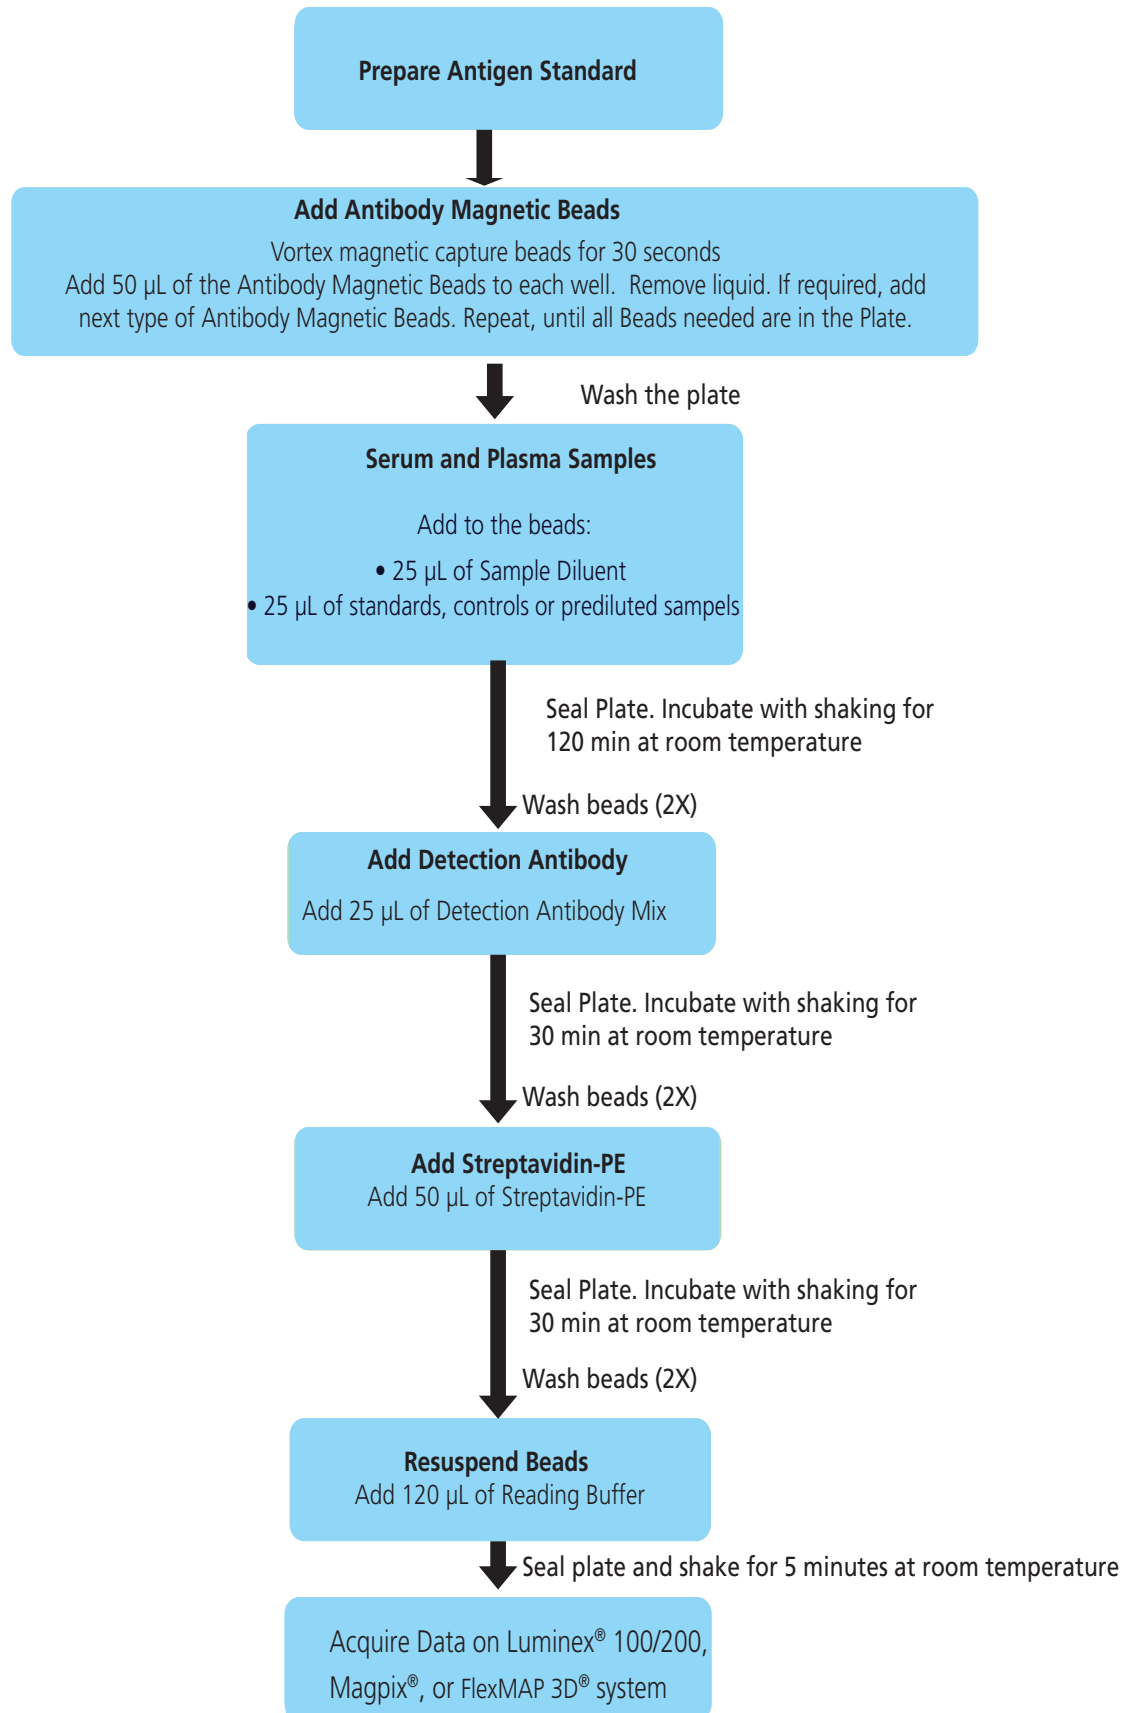 Prepare Antigen Standard
Add Antibody Magnetic Beads
Vortex magnetic capture beads for 30 seconds
Add 50 µL of the Antibody Magnetic Beads to each well.  Remove liquid. If required, add
next type of Antibody Magnetic Beads. Repeat, until all Beads needed are in the Plate.
Wash the plate
Serum and Plasma Samples
Add to the beads:
• 25 µL of Sample Diluent
• 25 µL of standards, controls or prediluted sampels
Seal Plate. Incubate with shaking for
120 min at room temperature
Wash beads (2X)
Add Detection Antibody
Add 25 µL of Detection Antibody Mix
Seal Plate. Incubate with shaking for
30 min at room temperature
Wash beads (2X)
Add Streptavidin-PE
Add 50 µL of Streptavidin-PE
Seal Plate. Incubate with shaking for
30 min at room temperature
Wash beads (2X)
Resuspend Beads
Add 120 µL of Reading Buffer
Seal plate and shake for 5 minutes at room temperature
Acquire Data on Luminex® 100/200,
Magpix®, or FlexMAP 3D® system